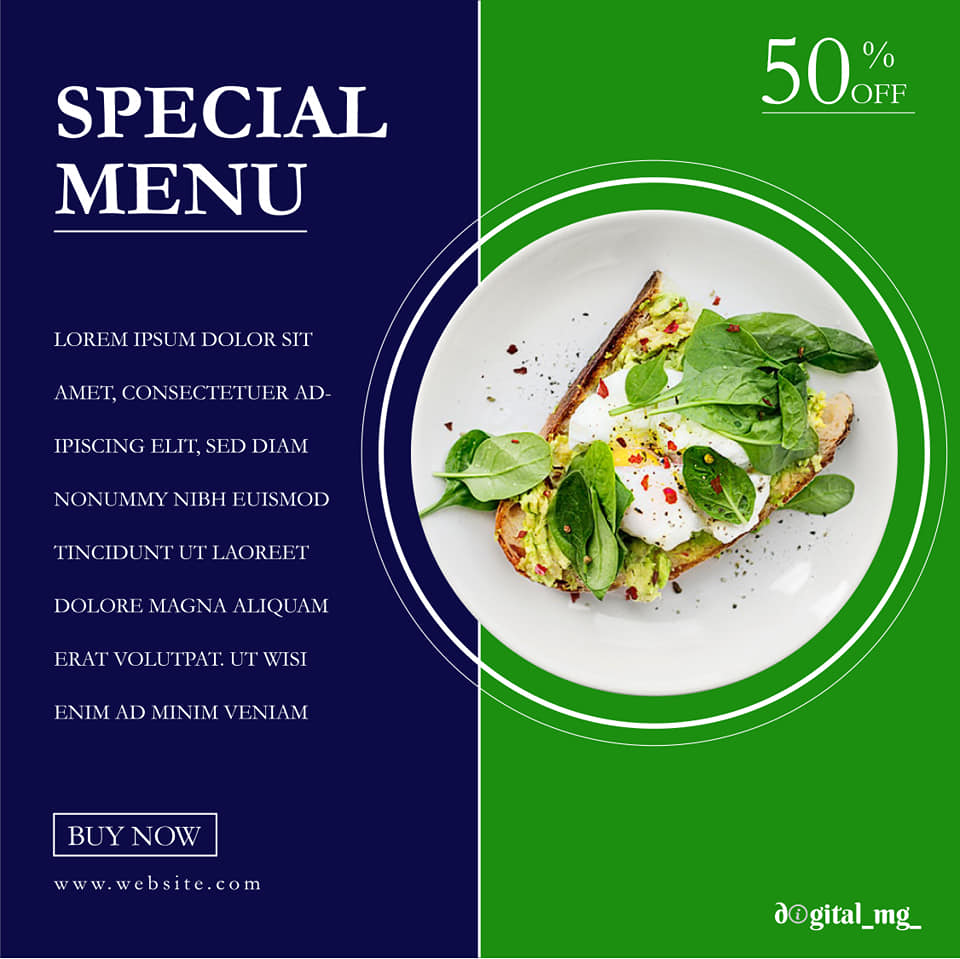 SPECIAL
MENU
50%
OFF
LOREM IPSUM DOLOR SIT
AMET, CONSECTETUER AD-
IPISCING ELIT, SED DIAM
NONUMMY NIBH EUISMOD
TINCIDUNT UT LAOREET
DOLORE MAGNA ALIQUAM
ERAT VOLUTPAT. UT WISI
ENIM AD MINIM VENIAM
BUY NOW
www.website.com
digital_mg_